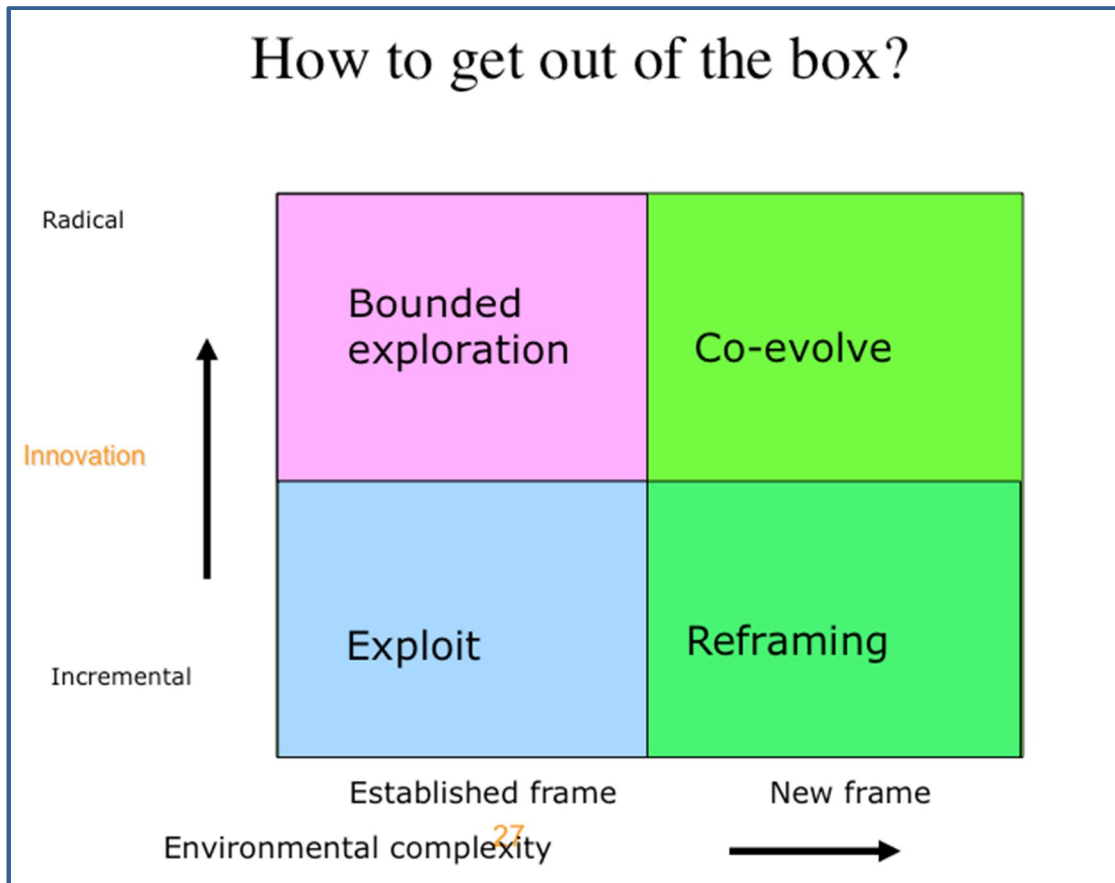 How to get out of the box?
Radical
Bounded
exploration
Co-evolve
Innovation
Exploit
Reframing
Incremental
Established frame
New frame
27
Environmental complexity